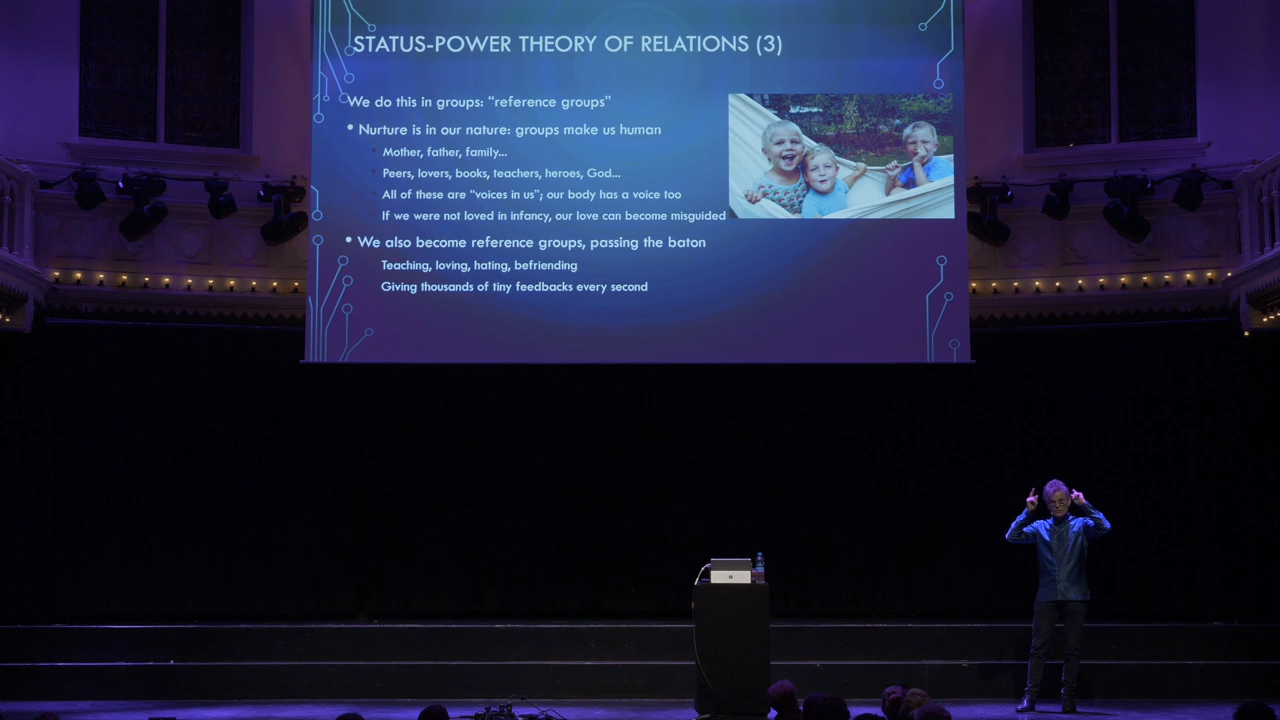 STATUS-POWER THEORY OF RELATIONS (3)
We do this in groups: “reference groups”
• Nurture is in our nature: groups make us human
Mother, father, family...
Peers, lovers, books, teachers, heroes, God...
All of these are “voices in us”; our body has a voice too
If we were not loved in infancy, our love can become misguided
• We also become reference groups, passing the baton
Teaching, loving, hating, befriending
Giving thousands of tiny feedbacks every second